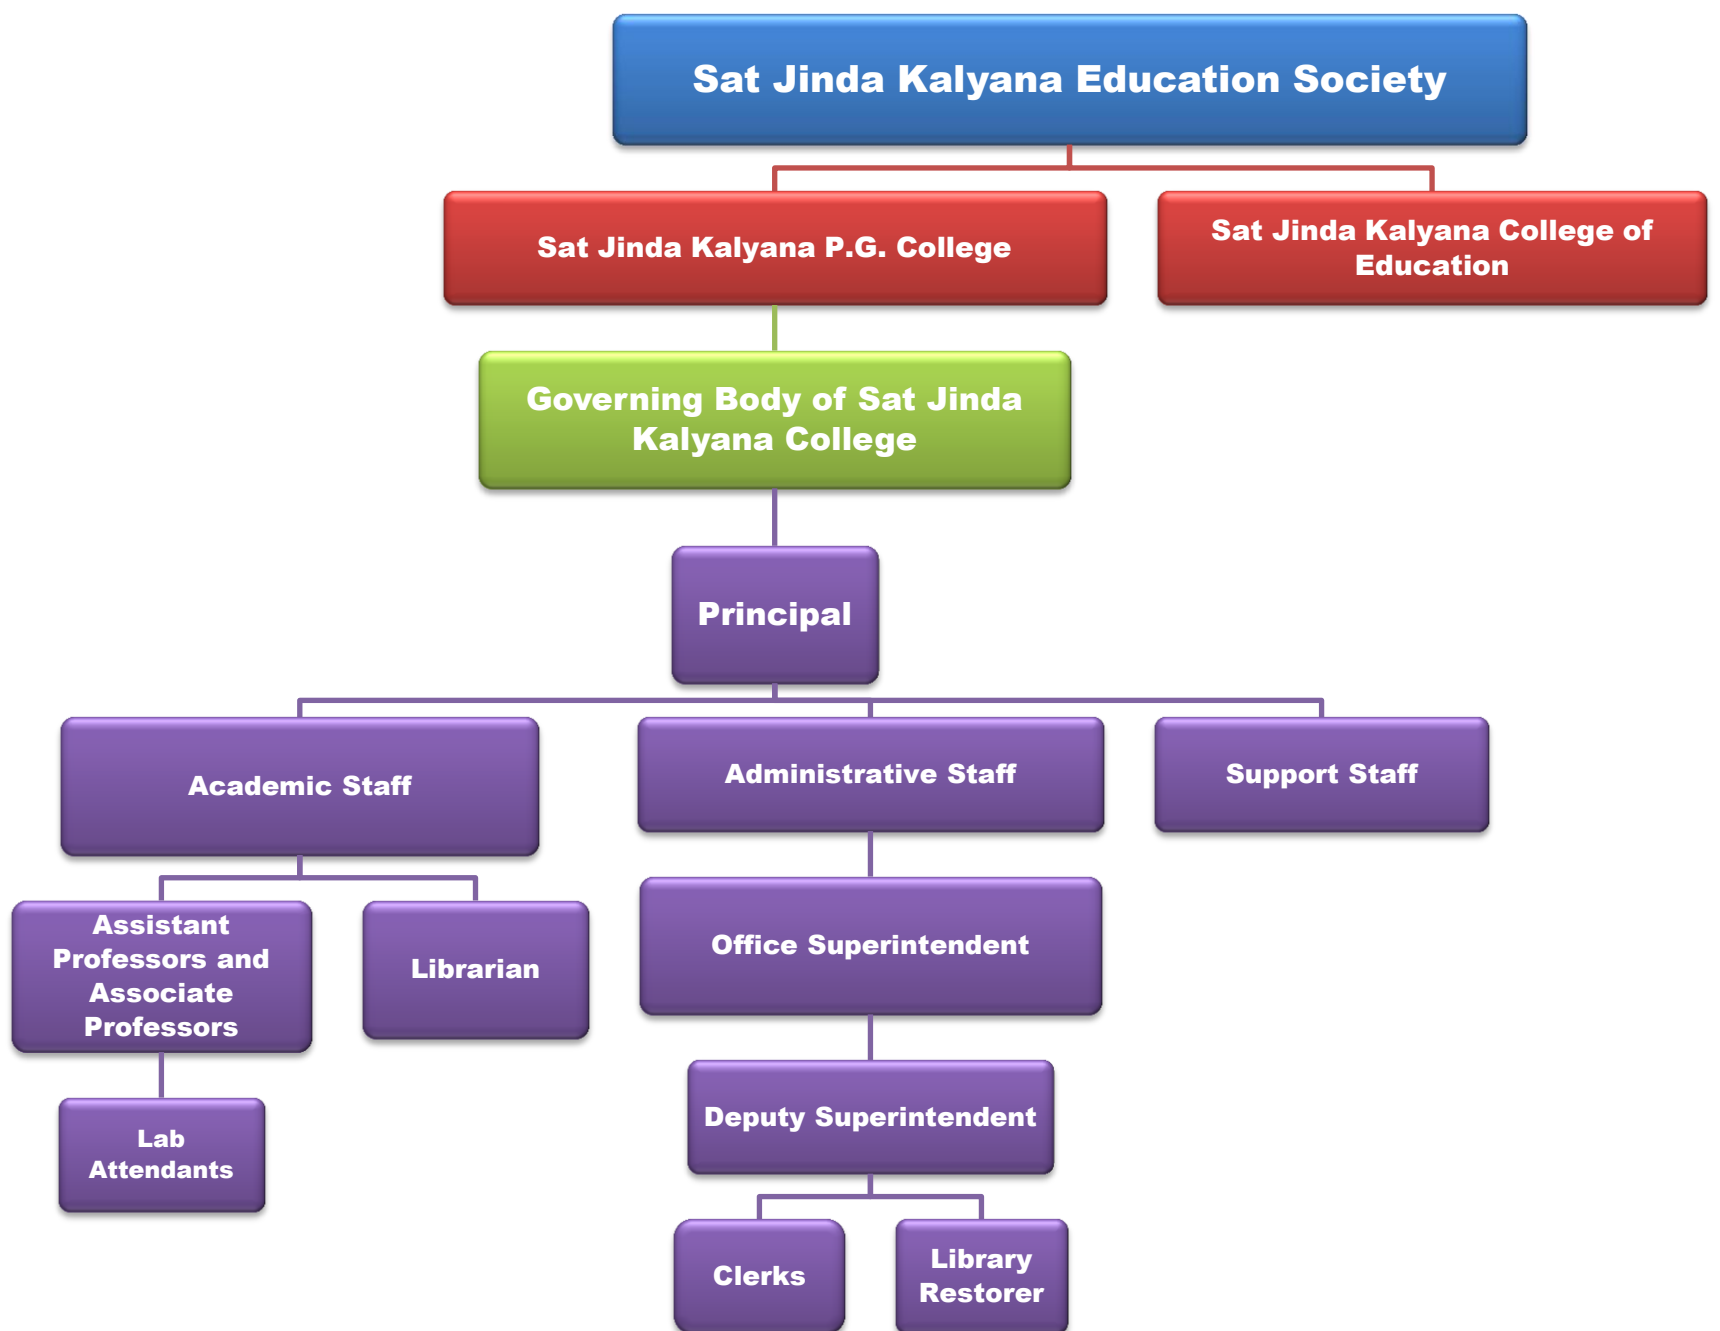 Sat Jinda Kalyana Education Society
Sat Jinda Kalyana P.G. College
Sat Jinda Kalyana College of
Education
Governing Body of Sat Jinda
Kalyana College
Principal
Academic Staff
Administrative Staff
Support Staff
Assistant
Professors and
Associate
Professors
Librarian
Office Superintendent
Lab
Attendants
Deputy Superintendent
Clerks
Library
Restorer